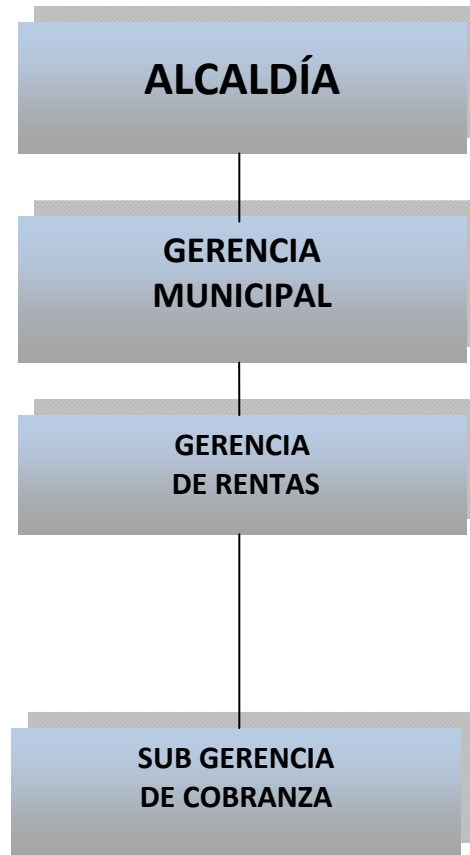 ALCALDÍA
GERENCIA
MUNICIPAL
GERENCIA
DE RENTAS
SUB GERENCIA
DE COBRANZA